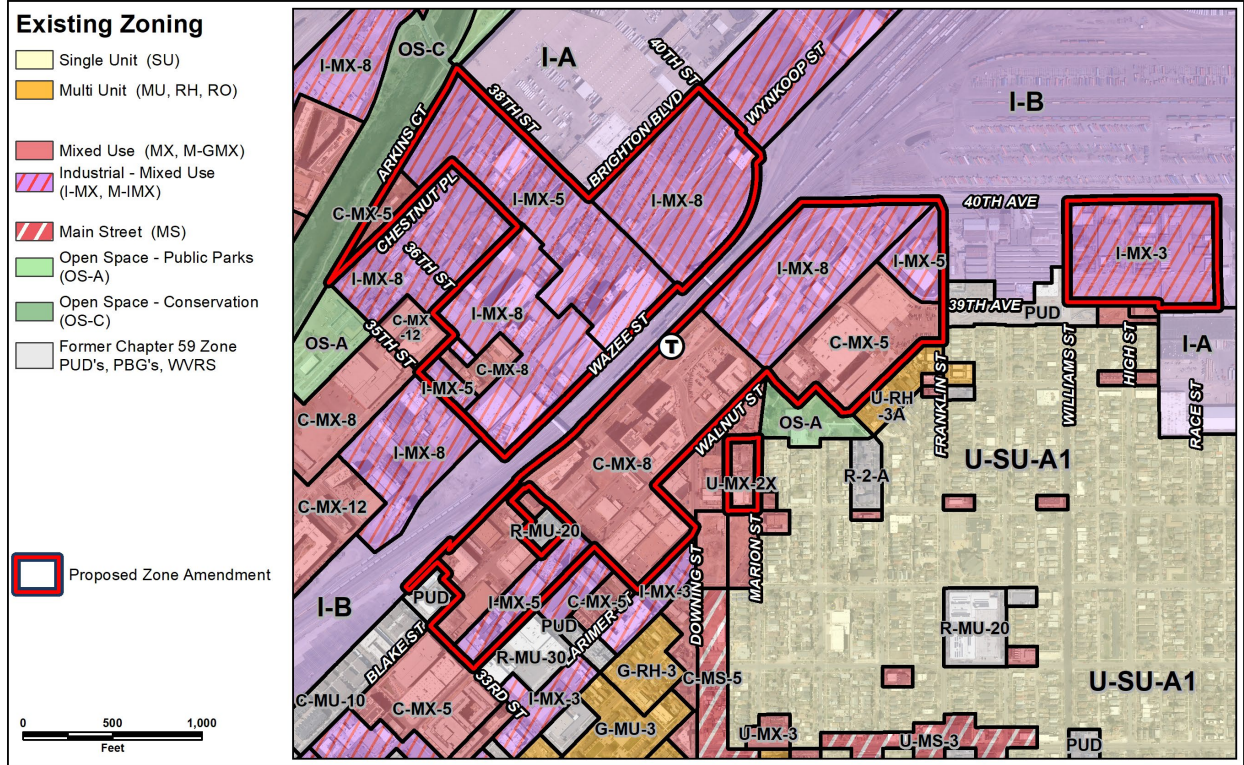 Existing Zoning
Single Unit (SU)
Multi Unit (MU, RH, RO)
Mixed Use (MX, M-GMX)
Industrial - Mixed Use
(I-MX, M-IMX)
Main Street (MS)
Open Space - Public Parks
(OS-A)
Open Space - Conservation
(OS-C)
Former Chapter 59 Zone
PUD's, PBG's, WVRS
Proposed Zone Amendment
0 500 1,000
Feet
OS-C
I-MX-8
I-A
40TH ST
WYNKOOP ST
38TH ST
BRIGHTON BLVD
I-B
ARKINS CT
C-MX-5
CHESTNUT PL
I-MX-5
I-MX-8
40TH AVE
36TH ST
I-MX-8
I-MX-8
I-MX-5
I-MX-3
39TH AVE
PUD
I-MX-8
C-MX
-12
OS-A
35TH ST
WAZEE ST
T
C-MX-5
I-A
C-MX-8
I-MX-5
WILLIAMS ST
HIGH ST
RACE ST
FRANKLIN ST
U-RH
-3A
WALNUT ST
OS-A
C-MX-8
I-MX-8
C-MX-8
U-SU-A1
R-2-A
U-MX-2X
C-MX-12
R-MU-20
MARION ST
DOWNING ST
I-B
PUD
I-MX-5
C-MX-5
I-MX-3
PUD
LARIMER ST
BLAKE ST
R-MU-30
R-MU-20
G-RH-3
C-MS-5
33RD ST
I-MX-3
U-SU-A1
C-MU-10
C-MX-5
G-MU-3
U-MX-3
U-MS-3
PUD